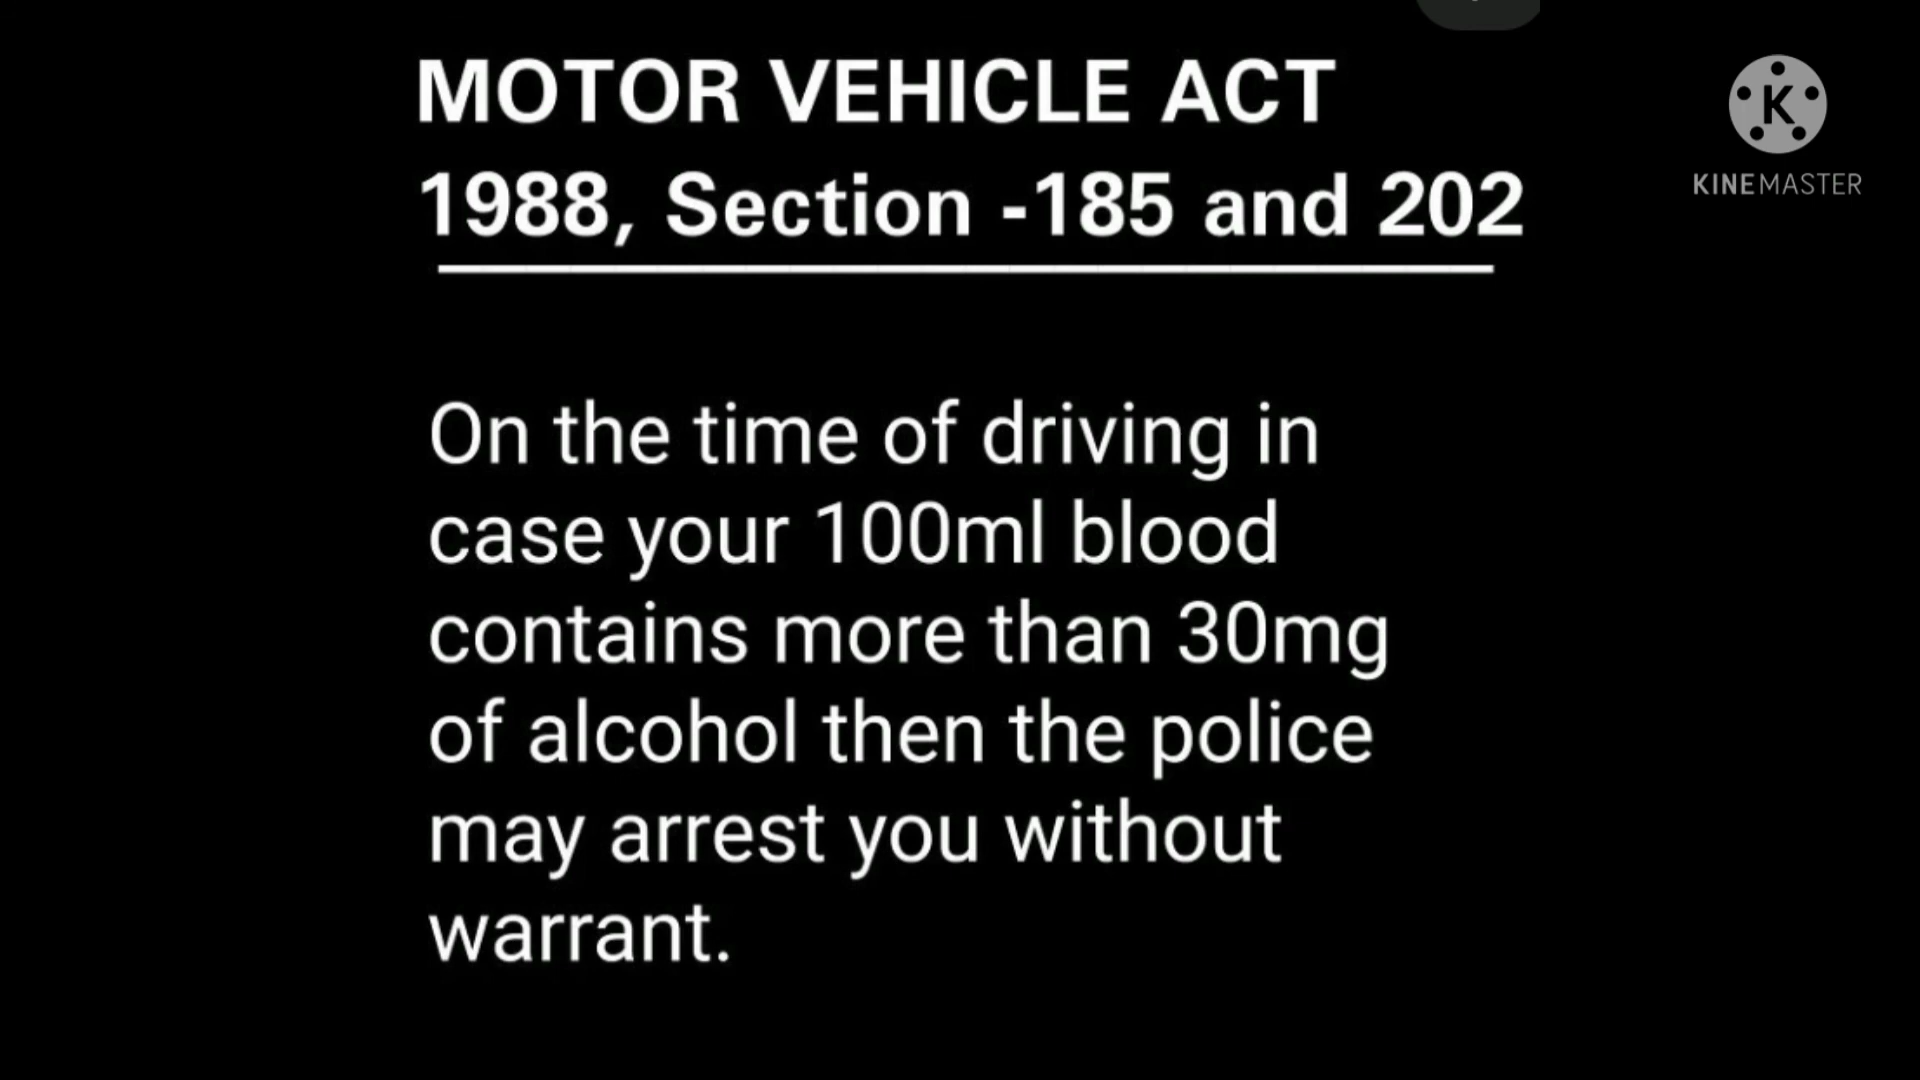 MOTOR VEHICLE ACT
1988, Section -185 and 202
K
KINEMASTER
On the time of driving in
case your 100ml blood
contains more than 30mg
of alcohol then the police
may arrest you without
warrant.